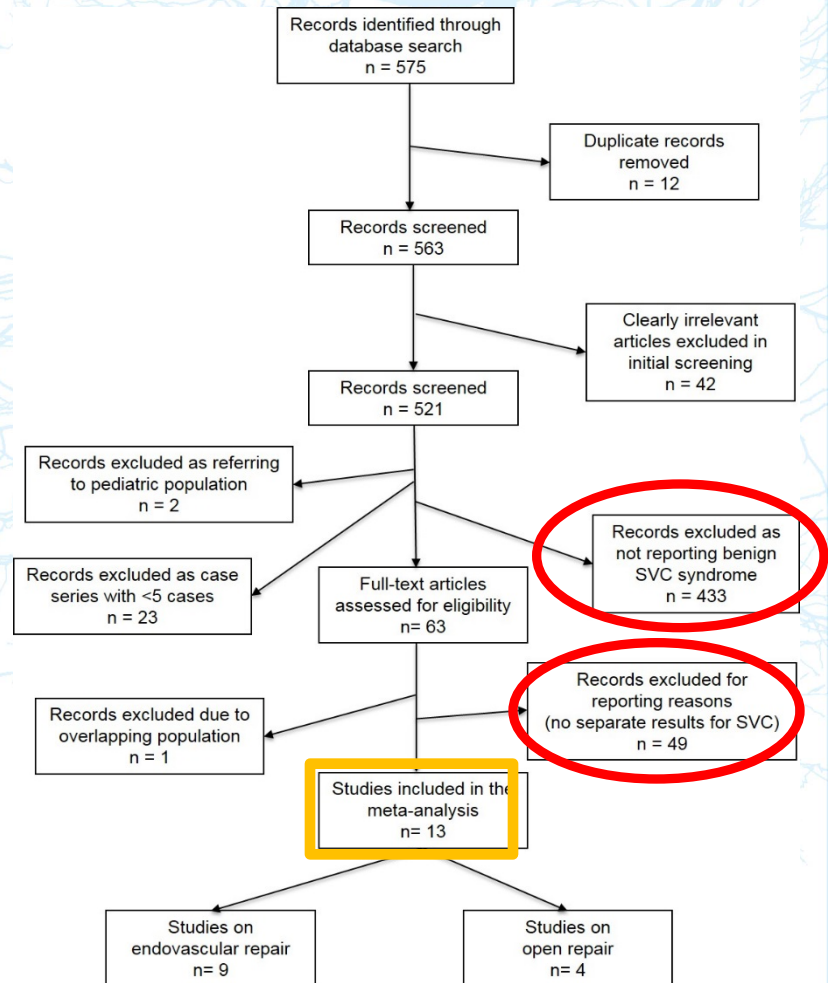 Records identified through
database search
n = 575
Duplicate records
removed
n = 12
Records screened
n = 563
Clearly irrelevant
articles excluded in
initial screening
n = 42
Records screened
n = 521
Records excluded as referring
to pediatric population
n = 2
Records excluded as
not reporting benign
SVC syndrome
n = 433
Records excluded as case
series with <5 cases
n = 23
Full-text articles
assessed for eligibility
n= 63
Records excluded for
reporting reasons
(no separate results for SVC)
n = 49
Records excluded due to
overlapping population
n = 1
Studies included in the
meta-analysis
n= 13
Studies on
endovascular repair
n= 9
Studies on
open repair
n= 4